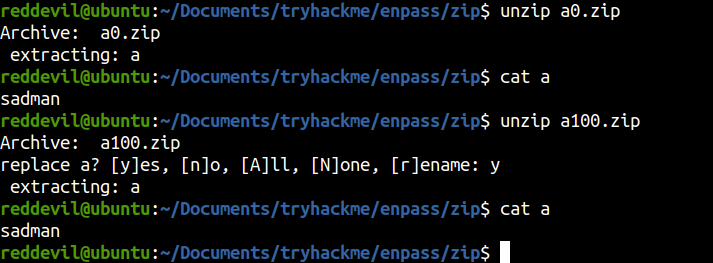 reddevil@ubuntu:~/Documents/tryhackme/enpass/zip$ unzip a0.zip
Archive:  a0.zip
 extracting: a
reddevil@ubuntu:~/Documents/tryhackme/enpass/zip$ cat a
sadman
reddevil@ubuntu:~/Documents/tryhackme/enpass/zip$ unzip a100.zip
Archive:  a100.zip
replace a? [y]es, [n]o, [A]ll, [N]one, [r]ename: y
 extracting: a
reddevil@ubuntu:~/Documents/tryhackme/enpass/zip$ cat a
sadman
reddevil@ubuntu:~/Documents/tryhackme/enpass/zip$